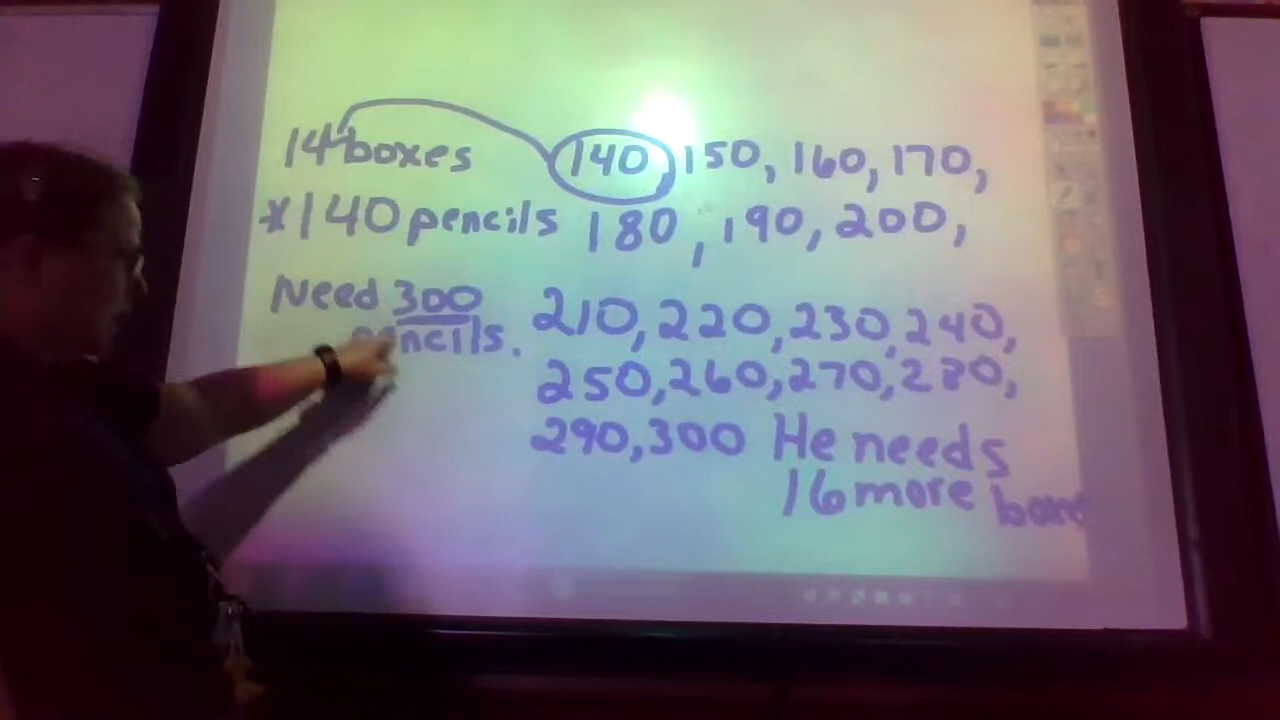 14 boxes
*140 pencils
Need 300
pencils.
140, 150, 160, 170,
180, 190, 200,
210, 220, 230, 240,
250, 260, 270, 280,
290, 300 He needs
16 more boxes